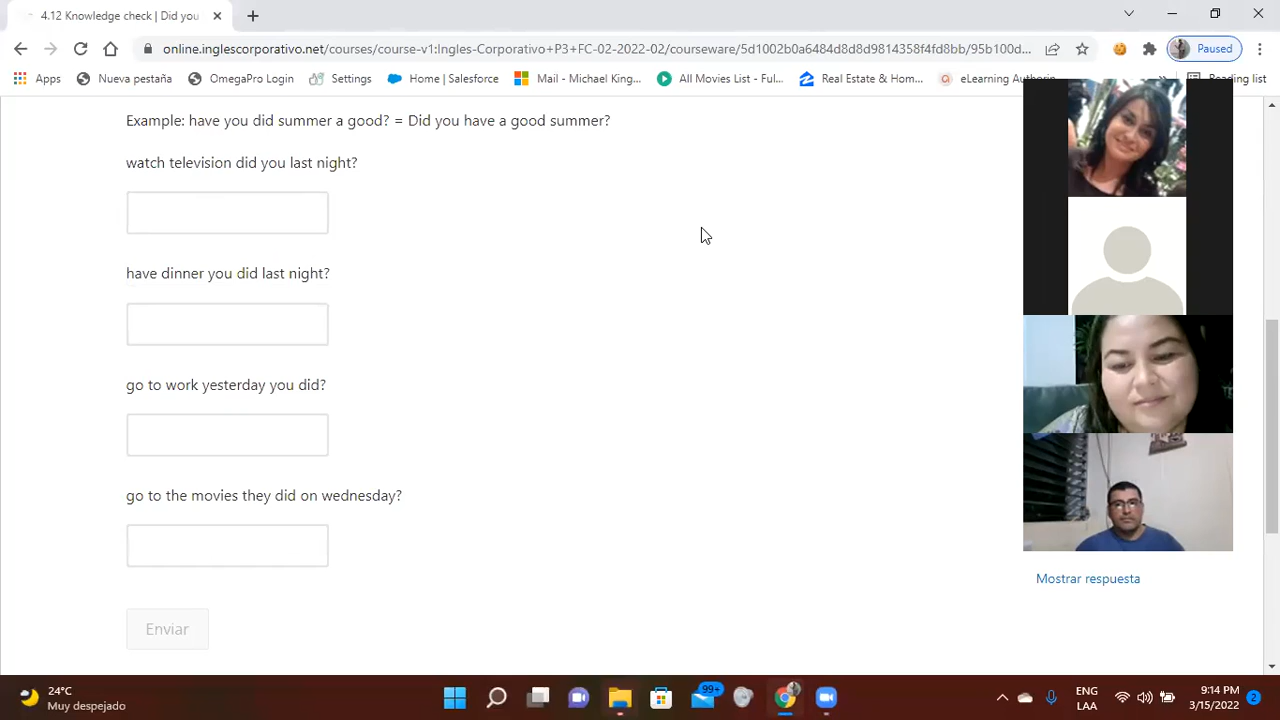 4.12 Knowledge check | Did you
online.inglescorporativo.net/courses/course-v1:Ingles-Corporativo+P3+FC-02-2022-02/courseware/5d1002b0a6484d8d8d9814358f4fd8bb/95b100d...
Paused
Apps
Nueva pestaña
OmegaPro Login
Settings
Home | Salesforce
Mail - Michael King...
All Movies List - Ful...
Real Estate & Hom...
eLearning Authorin
»
Reading list
Example: have you did summer a good? = Did you have a good summer?
watch television did you last night?
have dinner you did last night?
go to work yesterday you did?
go to the movies they did on wednesday?
Mostrar respuesta
Enviar
24°C
Muy despejado
99+
ENG
LAA
9:14 PM
3/15/2022
2